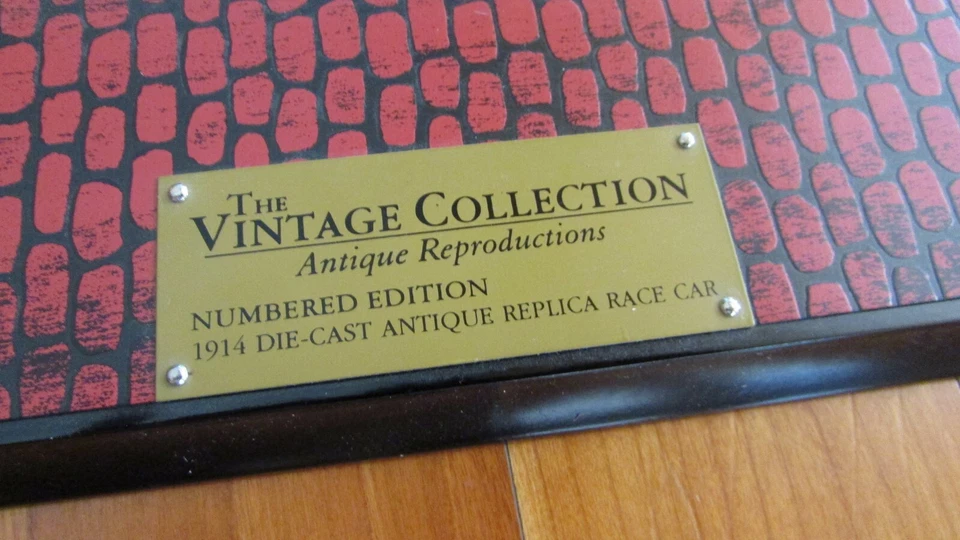 THE
VINTAGE COLLECTION
Antique Reproductions
NUMBERED EDITION
1914 DIE-CAST ANTIQUE REPLICA RACE CAR